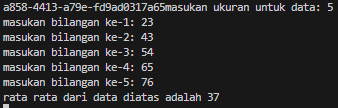 a858-4413-a79e-fd9ad0317a65masukan ukuran untuk data: 5
masukan bilangan ke-1: 23
masukan bilangan ke-2: 43
masukan bilangan ke-3: 54
masukan bilangan ke-4: 65
masukan bilangan ke-5: 76
rata rata dari data diatas adalah 37